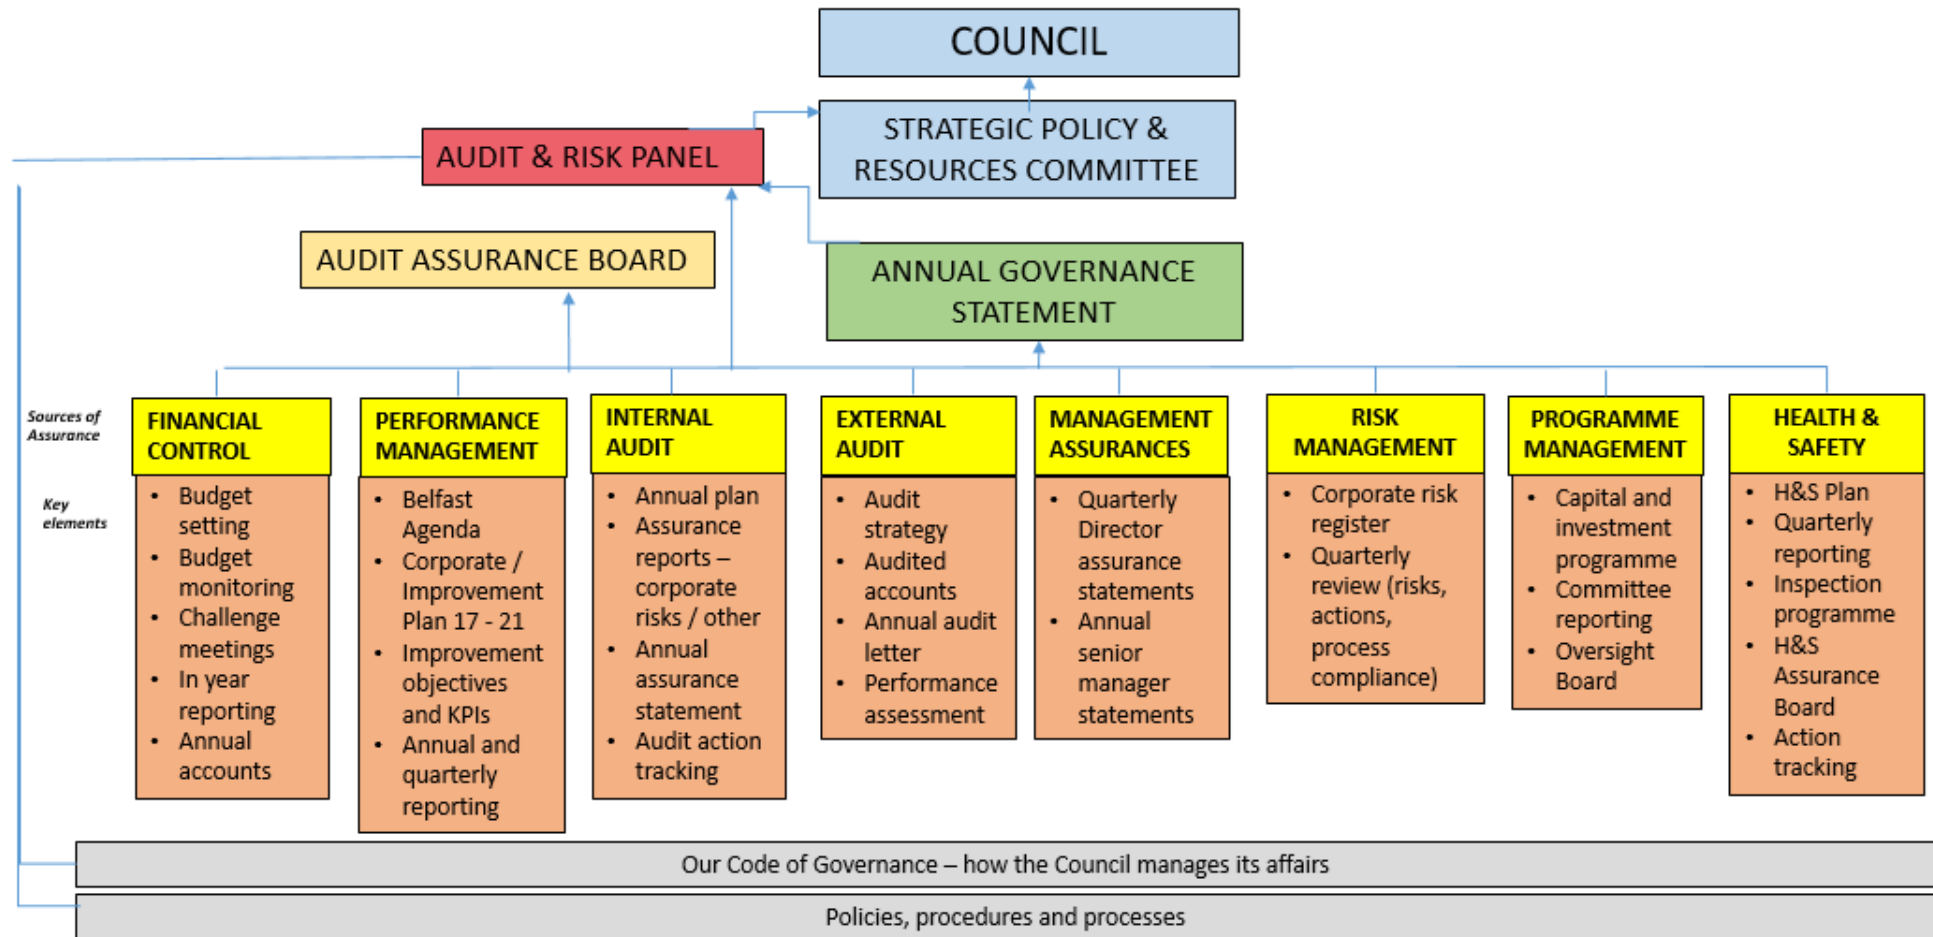 COUNCIL
STRATEGIC POLICY &
RESOURCES COMMITTEE
AUDIT & RISK PANEL
AUDIT ASSURANCE BOARD
ANNUAL GOVERNANCE
STATEMENT
Sources of
Assurance
Key
elements
FINANCIAL
CONTROL
• Budget
setting
• Budget
monitoring
• Challenge
meetings
• In year
reporting
• Annual
accounts
PERFORMANCE
MANAGEMENT
• Belfast
Agenda
• Corporate /
Improvement
Plan 17 - 21
• Improvement
objectives
and KPIs
• Annual and
quarterly
reporting
INTERNAL
AUDIT
• Annual plan
• Assurance
reports –
corporate
risks / other
• Annual
assurance
statement
• Audit action
tracking
EXTERNAL
AUDIT
• Audit
strategy
• Audited
accounts
• Annual audit
letter
• Performance
assessment
MANAGEMENT
ASSURANCES
• Quarterly
Director
assurance
statements
• Annual
senior
manager
statements
RISK
MANAGEMENT
• Corporate risk
register
• Quarterly
review (risks,
actions,
process
compliance)
PROGRAMME
MANAGEMENT
• Capital and
investment
programme
• Committee
reporting
• Oversight
Board
HEALTH &
SAFETY
• H&S Plan
• Quarterly
reporting
• Inspection
programme
• H&S
Assurance
Board
• Action
tracking
Our Code of Governance – how the Council manages its affairs
Policies, procedures and processes